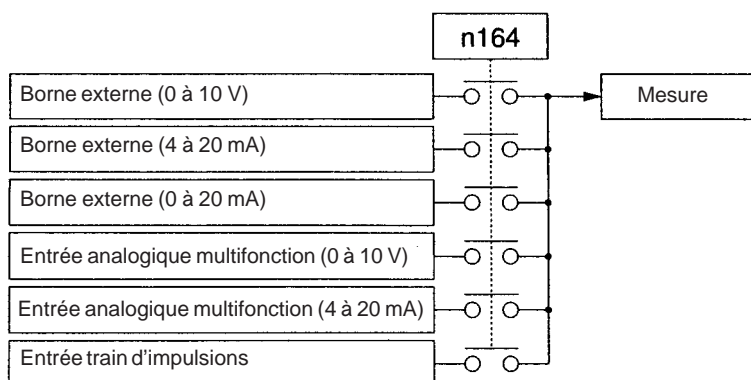 n164
Borne externe (0 à 10 V)
Mesure
Borne externe (4 à 20 mA)
Borne externe (0 à 20 mA)
Entrée analogique multifonction (0 à 10 V)
Entrée analogique multifonction (4 à 20 mA)
Entrée train d'impulsions